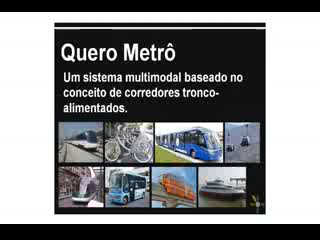 Quero Metrô
Um sistema multimodal baseado no
conceito de corredores tronco-
alimentados.